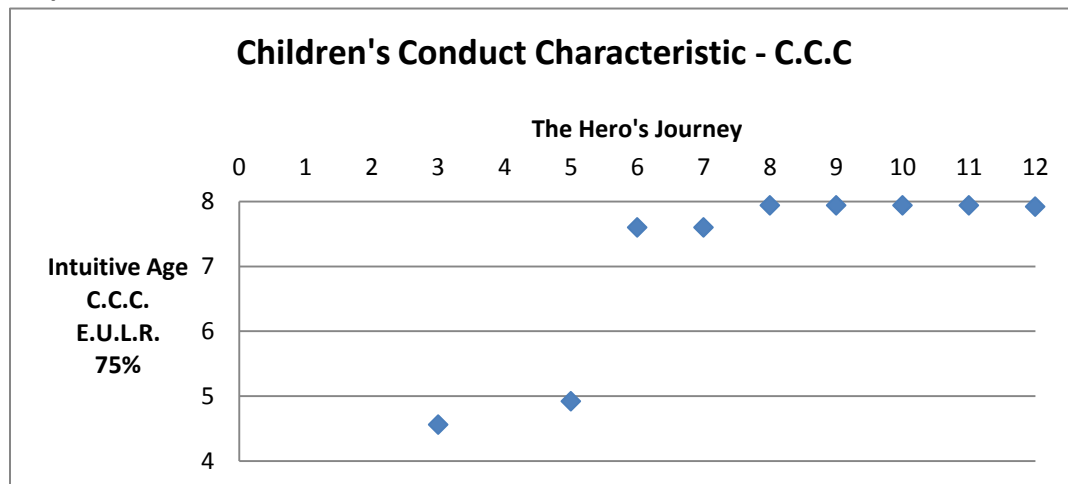 Children's Conduct Characteristic - C.C.C
The Hero's Journey
0 1 2 3 4 5 6 7 8 9 10 11 12
8
7
6
5
4
Intuitive Age
C.C.C.
E.U.L.R.
75%